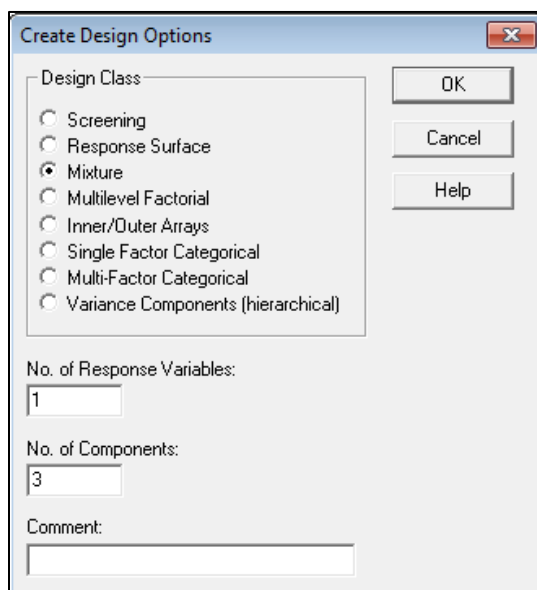 Create Design Options
Design Class
Screening
Response Surface
Mixture
Multilevel Factorial
Inner/Outer Arrays
Single Factor Categorical
Multi-Factor Categorical
Variance Components (hierarchical)
OK
Cancel
Help
No. of Response Variables:
1
No. of Components:
3
Comment: